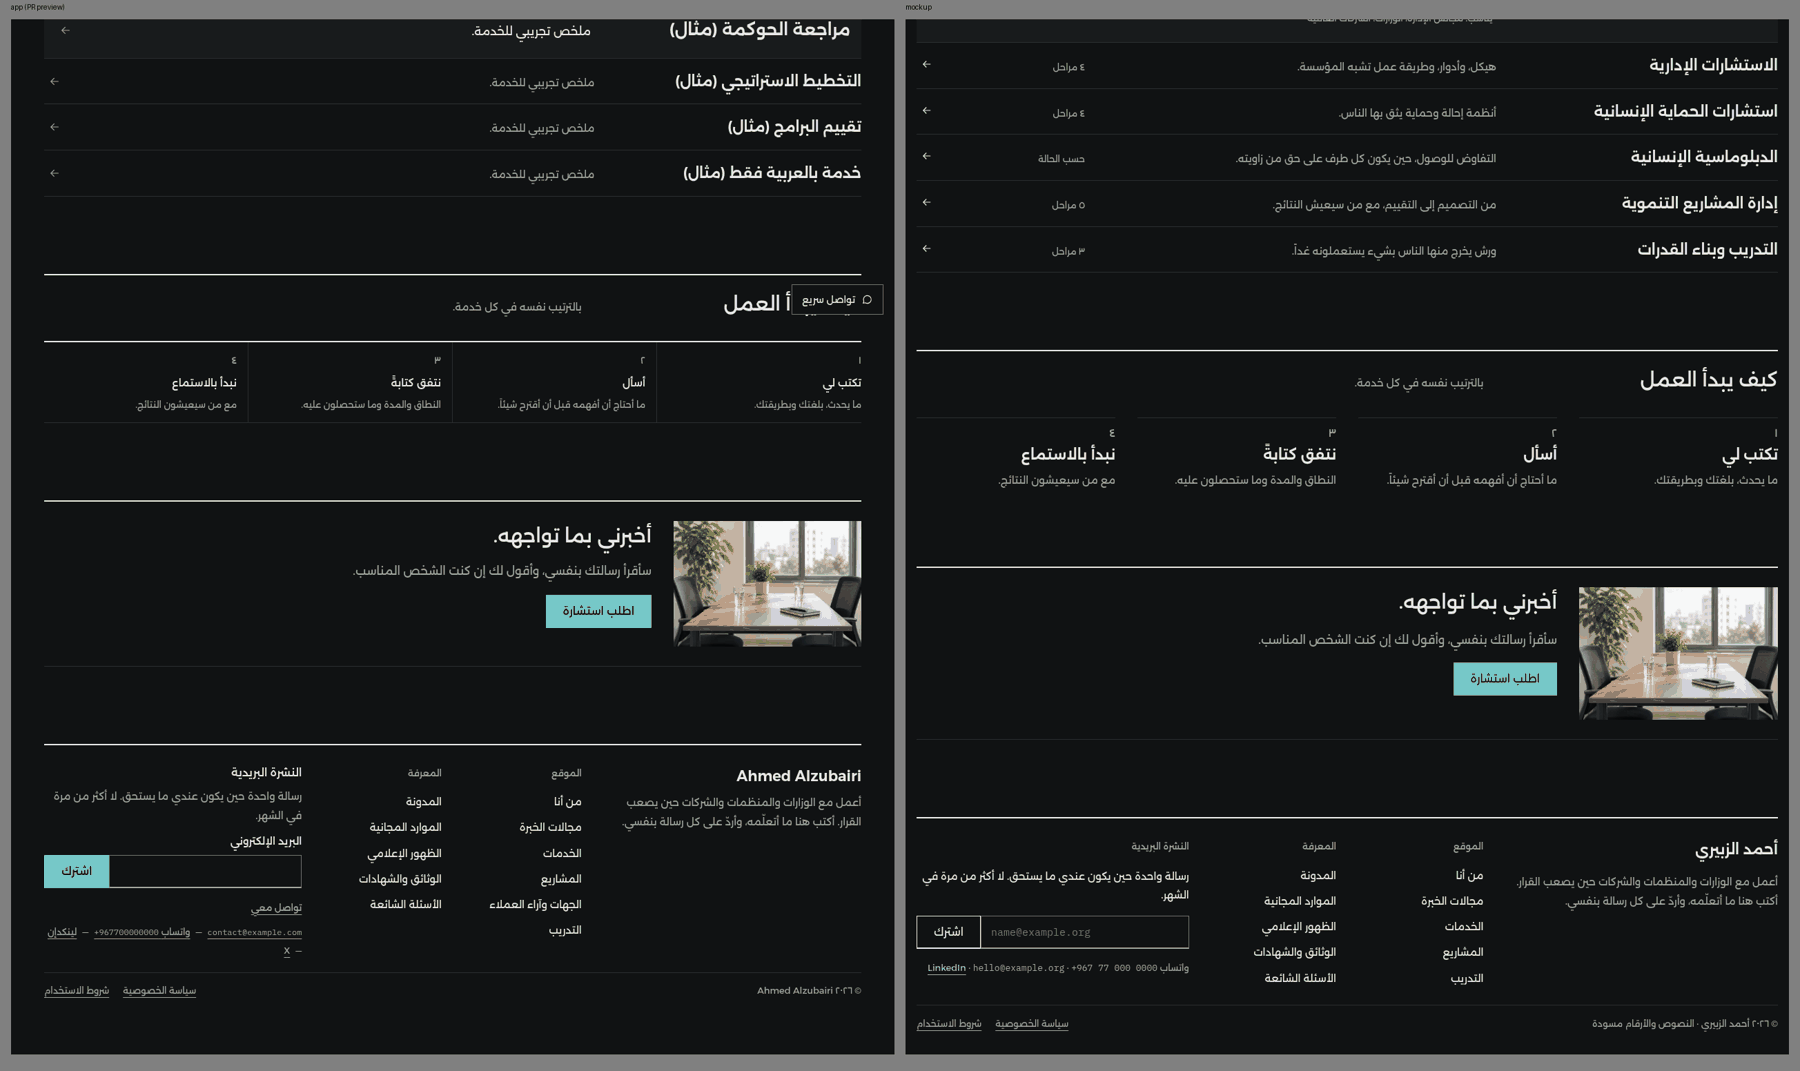 app (PR preview)
مراجعة الحوكمة (مثال)
ملخص تجريبي للخدمة.
←
التخطيط الاستراتيجي (مثال)
ملخص تجريبي للخدمة.
←
تقييم البرامج (مثال)
ملخص تجريبي للخدمة.
←
خدمة بالعربية فقط (مثال)
ملخص تجريبي للخدمة.
←
تواصل سريع
أ العمل
بالترتيب نفسه في كل خدمة.
١
تكتب لي
ما يحدث، بلغتك وبطريقتك.
٢
أسأل
ما أحتاج أن أفهمه قبل أن أقترح شيئاً.
٣
نتفق كتابةً
النطاق والمدة وما ستحصلون عليه.
٤
نبدأ بالاستماع
مع من سيعيشون النتائج.
أخبرني بما تواجهه.
سأقرأ رسالتك بنفسي، وأقول لك إن كنت الشخص المناسب.
اطلب استشارة
Ahmed Alzubairi
أعمل مع الوزارات والمنظمات والشركات حين يصعب
القرار. أكتب هنا ما أتعلّمه، وأردّ على كل رسالة بنفسي.
الموقع
من أنا
مجالات الخبرة
الخدمات
المشاريع
الجهات وآراء العملاء
التدريب
المعرفة
المدونة
الموارد المجانية
الظهور الإعلامي
الوثائق والشهادات
الأسئلة الشائعة
النشرة البريدية
رسالة واحدة حين يكون عندي ما يستحق. لا أكثر من مرة
في الشهر.
البريد الإلكتروني
اشترك
تواصل معي
contact@example.com — واتساب +967700000000 — لينكدإن
— X
© ٢٠٢٦ Ahmed Alzubairi
سياسة الخصوصية
شروط الاستخدام
mockup
الاستشارات الإدارية
هيكل، وأدوار، وطريقة عمل تشبه المؤسسة.
٤ مراحل
←
استشارات الحماية الإنسانية
أنظمة إحالة وحماية يثق بها الناس.
٤ مراحل
←
الدبلوماسية الإنسانية
التفاوض للوصول، حين يكون كل طرف على حق من زاويته.
حسب الحالة
←
إدارة المشاريع التنموية
من التصميم إلى التقييم، مع من سيعيش النتائج.
٥ مراحل
←
التدريب وبناء القدرات
ورش يخرج منها الناس بشيء يستعملونه غداً.
٣ مراحل
←
كيف يبدأ العمل
بالترتيب نفسه في كل خدمة.
١
تكتب لي
ما يحدث، بلغتك وبطريقتك.
٢
أسأل
ما أحتاج أن أفهمه قبل أن أقترح شيئاً.
٣
نتفق كتابةً
النطاق والمدة وما ستحصلون عليه.
٤
نبدأ بالاستماع
مع من سيعيشون النتائج.
أخبرني بما تواجهه.
سأقرأ رسالتك بنفسي، وأقول لك إن كنت الشخص المناسب.
اطلب استشارة
أحمد الزبيري
أعمل مع الوزارات والمنظمات والشركات حين يصعب القرار.
أكتب هنا ما أتعلّمه، وأردّ على كل رسالة بنفسي.
الموقع
من أنا
مجالات الخبرة
الخدمات
المشاريع
التدريب
المعرفة
المدونة
الموارد المجانية
الظهور الإعلامي
الوثائق والشهادات
الأسئلة الشائعة
النشرة البريدية
رسالة واحدة حين يكون عندي ما يستحق. لا أكثر من مرة في
الشهر.
name@example.org
اشترك
واتساب +967 77 000 0000 · hello@example.org · LinkedIn
© ٢٠٢٦ أحمد الزبيري · النصوص والأرقام مسودة
سياسة الخصوصية
شروط الاستخدام